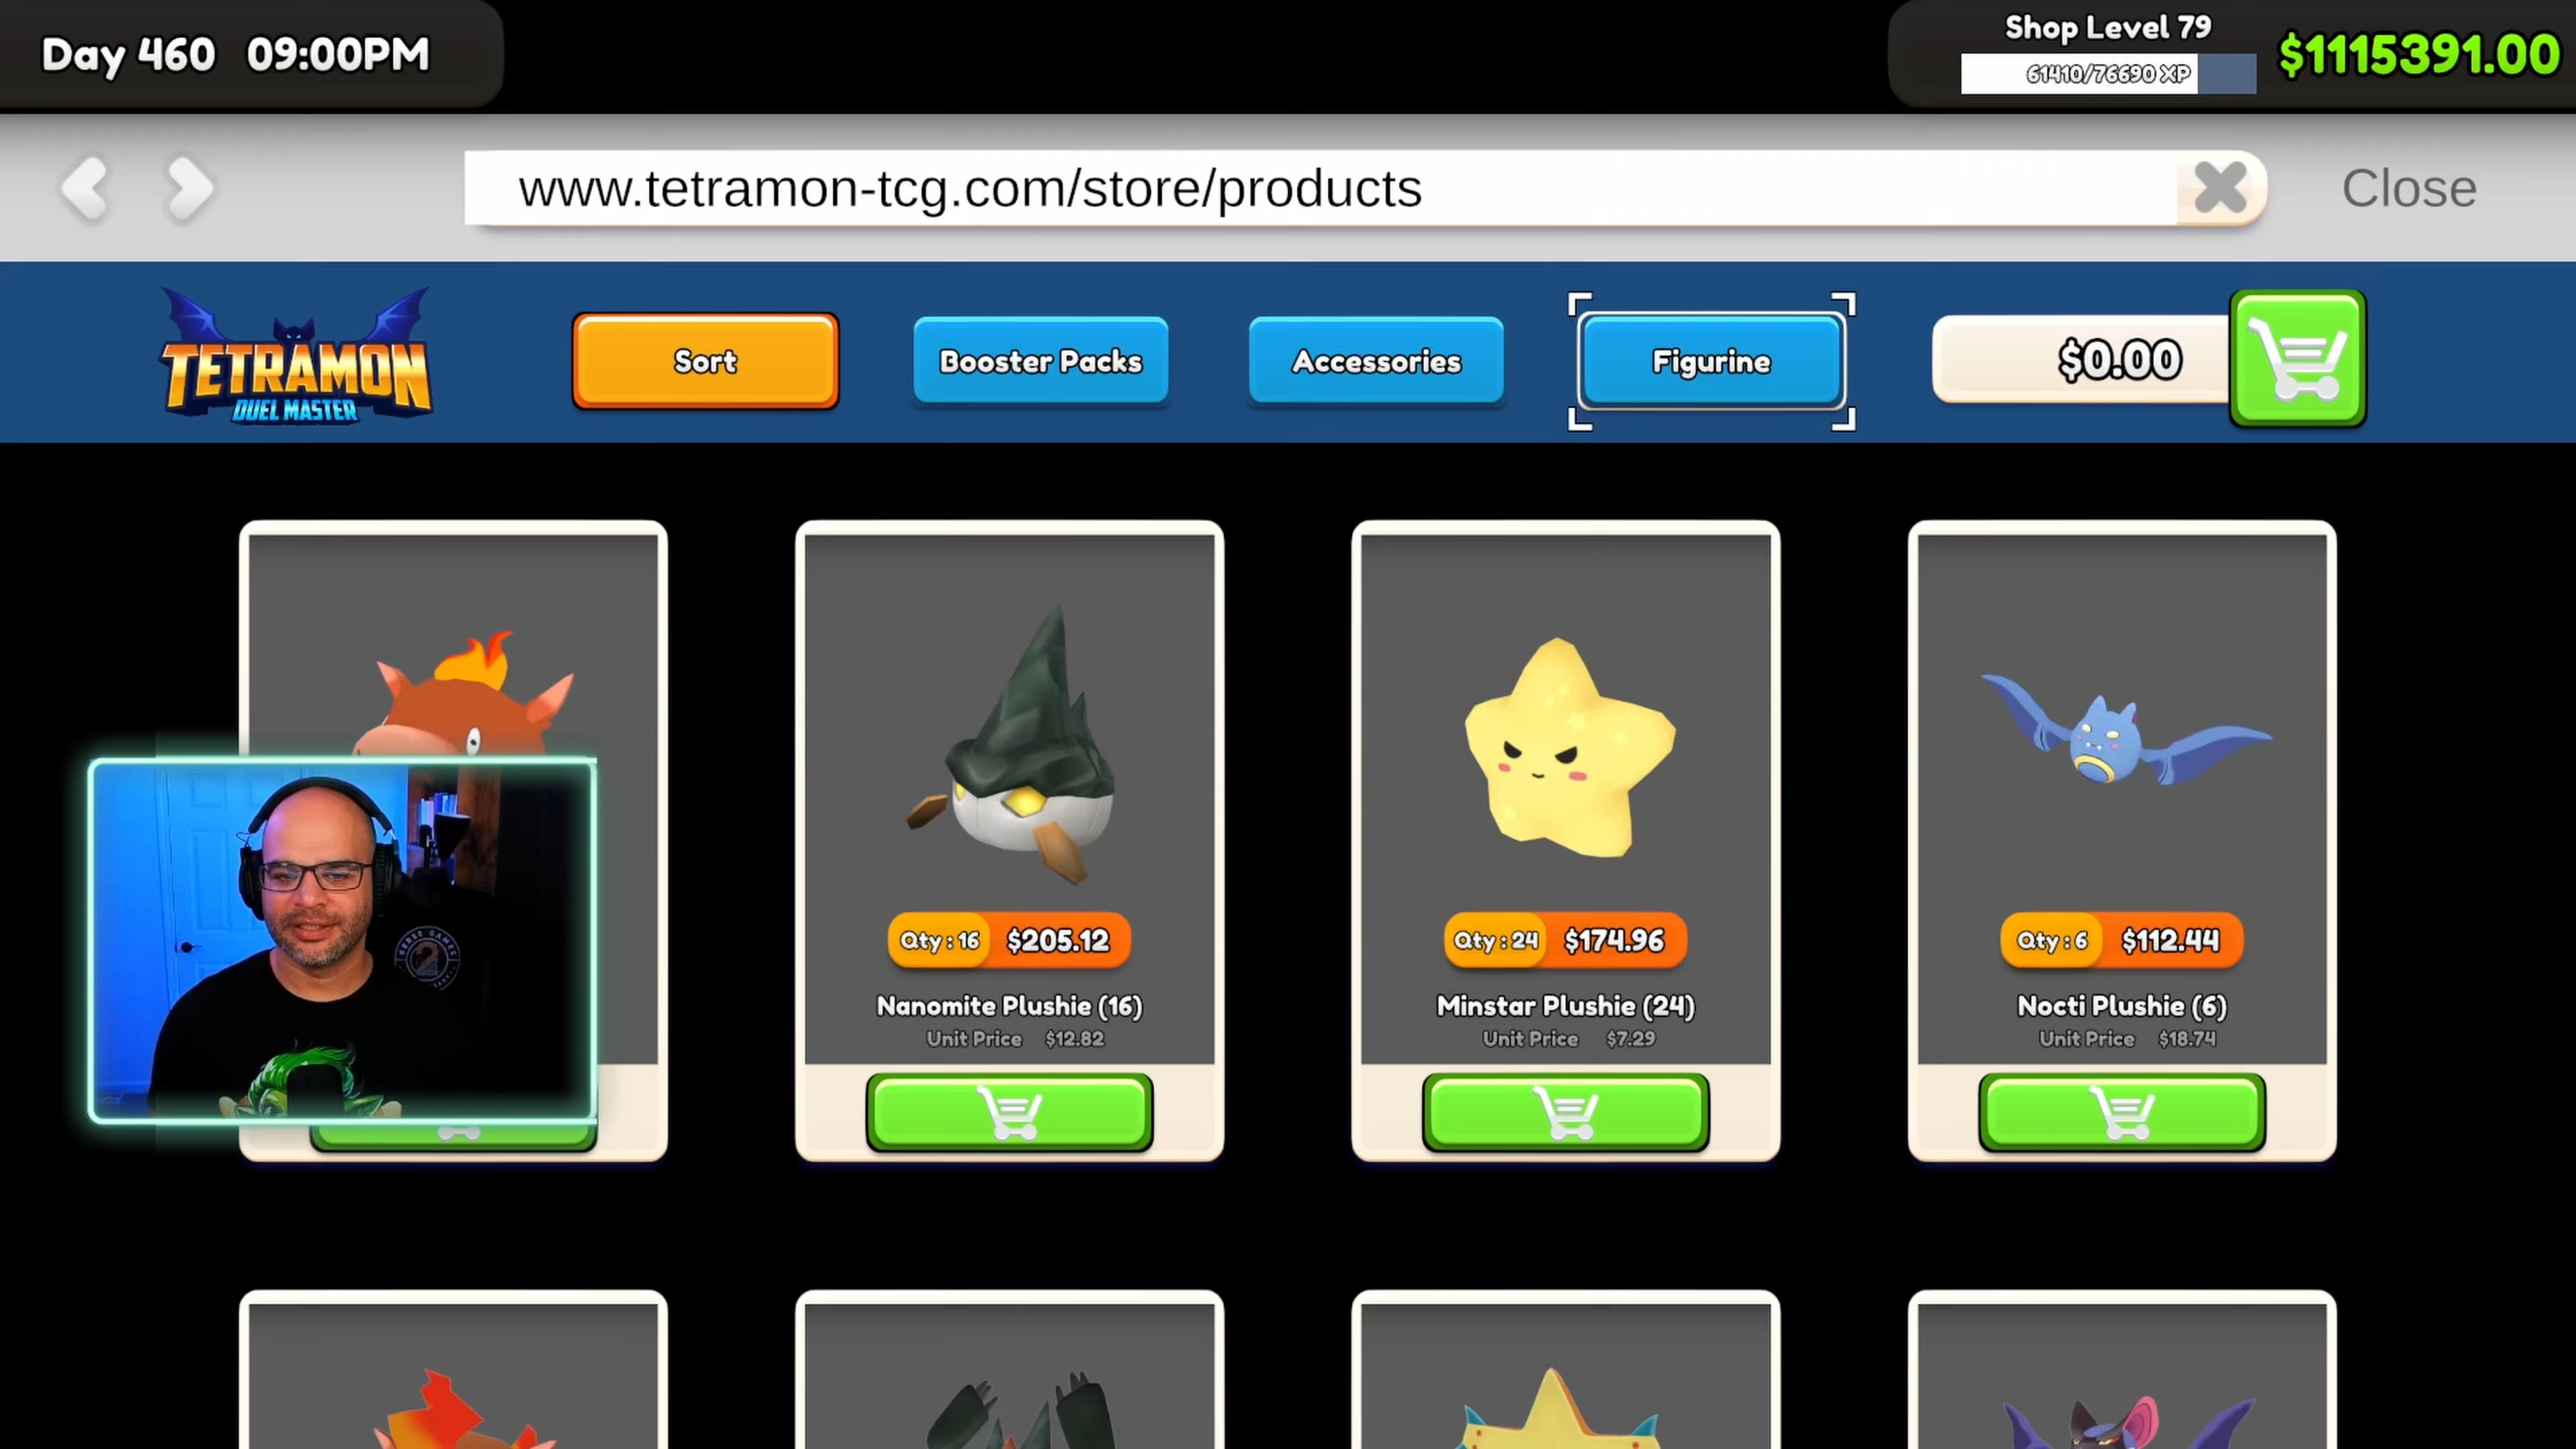 Day 460 09:00PM
Shop Level 79
61410/76690 XP
$1115391.00
www.tetramon-tcg.com/store/products
Close
TETRAMON
DUEL MASTER
Sort
Booster Packs
Accessories
Figurine
$0.00
Qty : 16 $205.12
Nanomite Plushie (16)
Unit Price $12.82
Qty : 24 $174.96
Minstar Plushie (24)
Unit Price $7.29
Qty : 6 $112.44
Nocti Plushie (6)
Unit Price $18.74